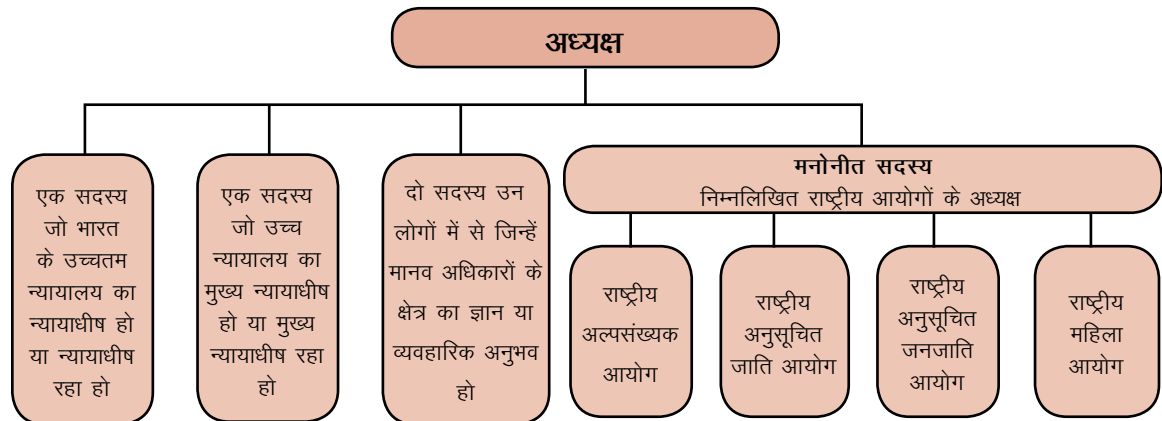 अध्यक्ष
एक सदस्य
जो भारत
के उच्चतम
न्यायालय का
न्यायाधीष हो
या न्यायाधीष
रहा हो
एक सदस्य
जो उच्च
न्यायालय का
मुख्य न्यायाधीष
हो या मुख्य
न्यायाधीष रहा
हो
दो सदस्य उन
लोगों में से जिन्हें
मानव अधिकारों के
क्षेत्र का ज्ञान या
व्यवहारिक अनुभव
हो
मनोनीत सदस्य
निम्नलिखित राष्ट्रीय आयोगों के अध्यक्ष
राष्ट्रीय
अल्पसंख्यक
आयोग
राष्ट्रीय
अनुसूचित
जाति आयोग
राष्ट्रीय
अनुसूचित
जनजाति
आयोग
राष्ट्रीय
महिला
आयोग